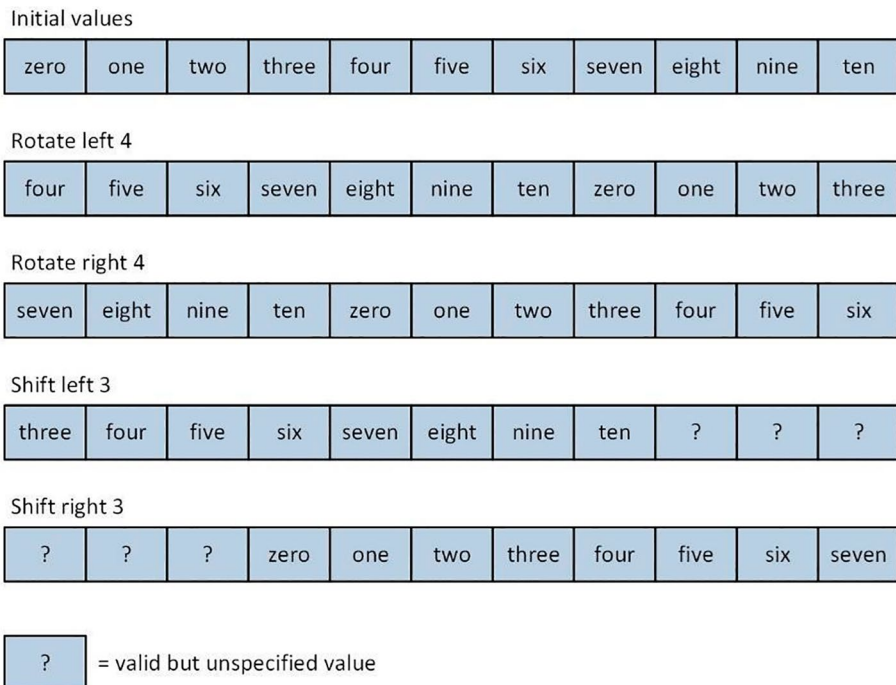 Initial values
zero one two three four five six seven eight nine ten
Rotate left 4
four five six seven eight nine ten zero one two three
Rotate right 4
seven eight nine ten zero one two three four five six
Shift left 3
three four five six seven eight nine ten ? ? ?
Shift right 3
? ? ? zero one two three four five six seven
? = valid but unspecified value